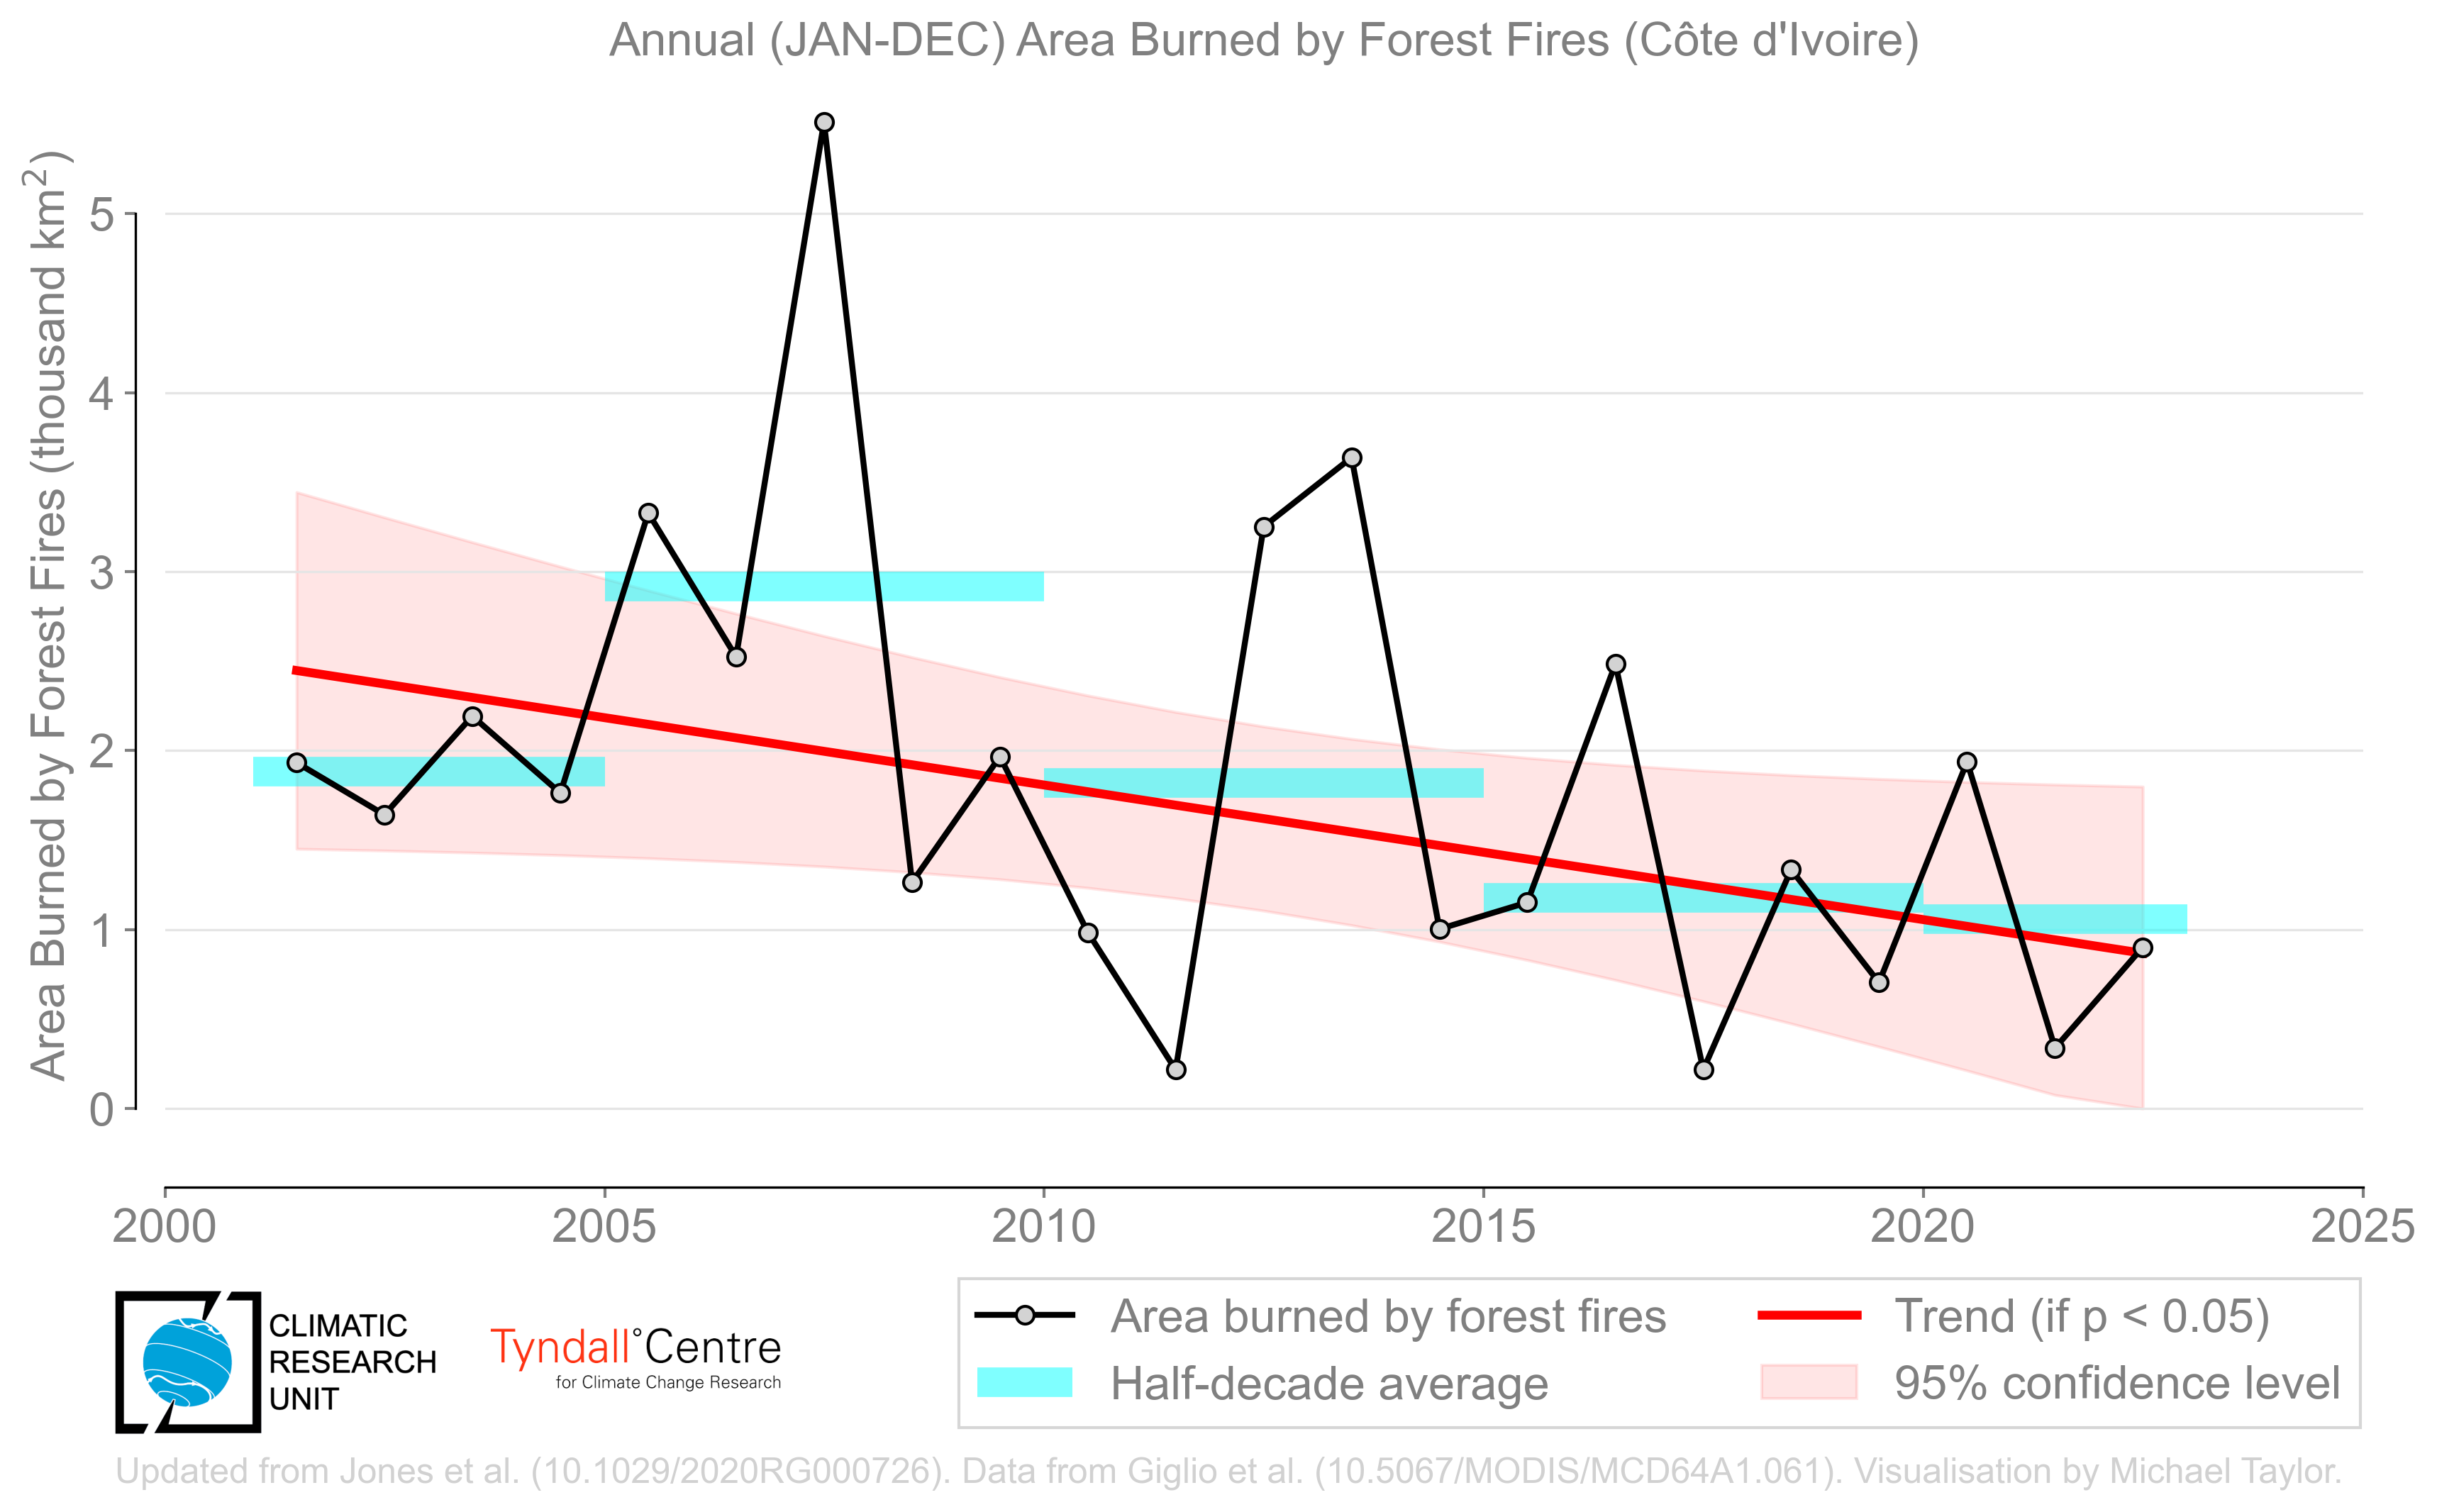 Annual (JAN-DEC) Area Burned by Forest Fires (Côte d'Ivoire)
Area Burned by Forest Fires (thousand km²)
5
4
3
2
1
0
2000 2005 2010 2015 2020 2025
CLIMATIC
RESEARCH
UNIT
Tyndall°Centre
for Climate Change Research
Area burned by forest fires
Half-decade average
Trend (if p < 0.05)
95% confidence level
Updated from Jones et al. (10.1029/2020RG000726). Data from Giglio et al. (10.5067/MODIS/MCD64A1.061). Visualisation by Michael Taylor.